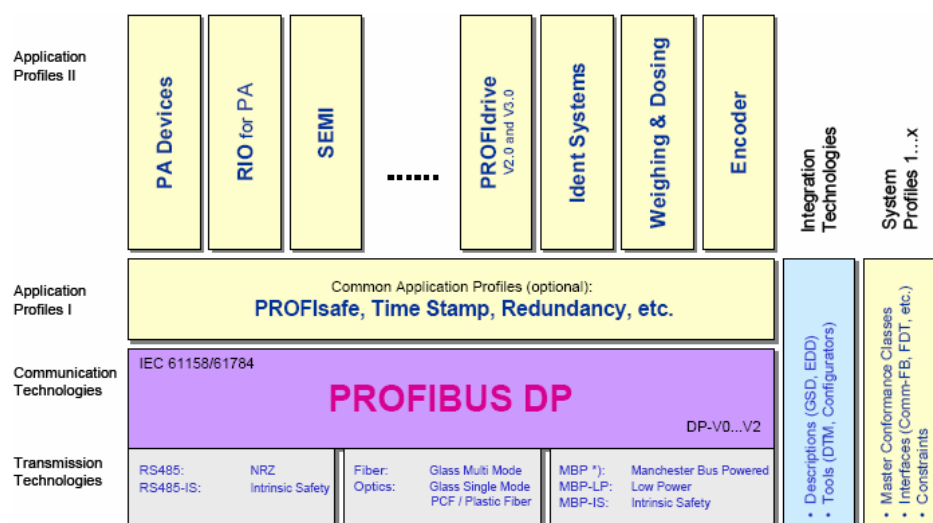 Application
Profiles II
PA Devices
RIO for PA
SEMI
......
PROFIdrive
V2.0 and V3.0
Ident Systems
Weighing & Dosing
Encoder
Integration
Technologies
System
Profiles 1...x
Application
Profiles I
Common Application Profiles (optional):
PROFIsafe, Time Stamp, Redundancy, etc.
Communication
Technologies
IEC 61158/61784
PROFIBUS DP
DP-V0...V2
Transmission
Technologies
RS485: NRZ
RS485-IS: Intrinsic Safety
Fiber: Glass Multi Mode
Optics: Glass Single Mode
PCF / Plastic Fiber
MBP *): Manchester Bus Powered
MBP-LP: Low Power
MBP-IS: Intrinsic Safety
• Descriptions (GSD, EDD)
• Tools (DTM, Configurators)
• Master Conformance Classes
• Interfaces (Comm-FB, FDT, etc.)
• Constraints